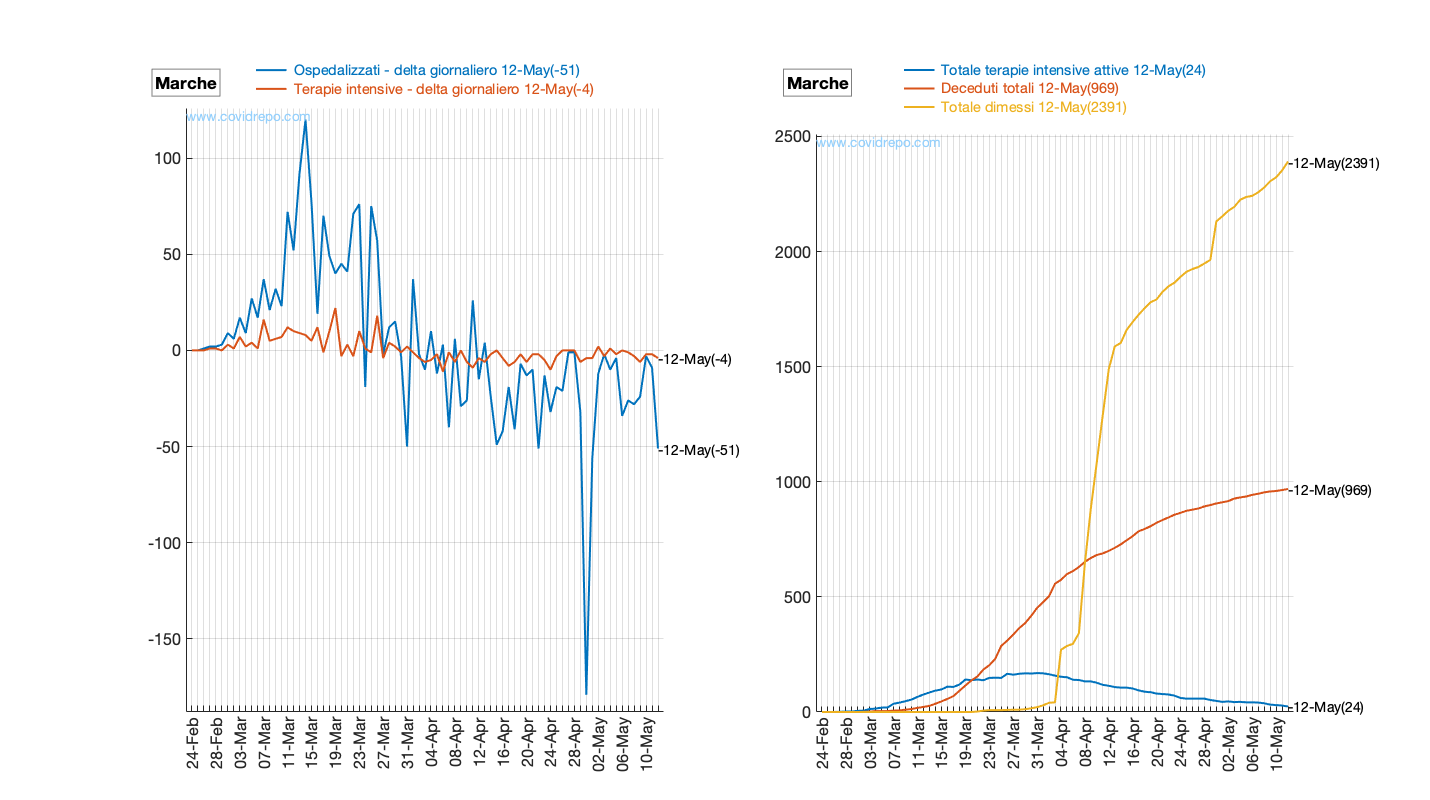 Marche
Ospedalizzati - delta giornaliero 12-May(-51)
Terapie intensive - delta giornaliero 12-May(-4)
www.covidrepo.com
100
50
0
-50
-100
-150
-12-May(-4)
-12-May(-51)
24-Feb
28-Feb
03-Mar
07-Mar
11-Mar
15-Mar
19-Mar
23-Mar
27-Mar
31-Mar
04-Apr
08-Apr
12-Apr
16-Apr
20-Apr
24-Apr
28-Apr
02-May
06-May
10-May
Marche
Totale terapie intensive attive 12-May(24)
Deceduti totali 12-May(969)
Totale dimessi 12-May(2391)
www.covidrepo.com
2500
2000
1500
1000
500
0
-12-May(2391)
-12-May(969)
-12-May(24)
24-Feb
28-Feb
03-Mar
07-Mar
11-Mar
15-Mar
19-Mar
23-Mar
27-Mar
31-Mar
04-Apr
08-Apr
12-Apr
16-Apr
20-Apr
24-Apr
28-Apr
02-May
06-May
10-May